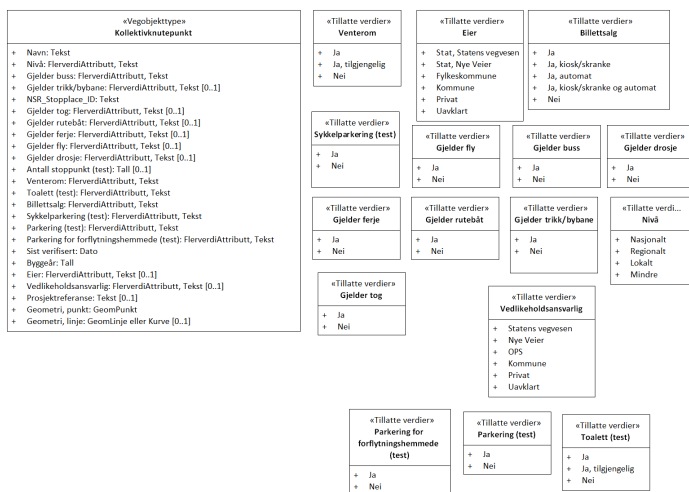 «Vegobjekttype»
Kollektivknutepunkt
+ Navn: Tekst
+ Nivå: FlerverdiAttributt, Tekst
+ Gjelder buss: FlerverdiAttributt, Tekst
+ Gjelder trikk/bybane: FlerverdiAttributt, Tekst [0..1]
+ NSR_Stopplace_ID: Tekst
+ Gjelder tog: FlerverdiAttributt, Tekst [0..1]
+ Gjelder rutebåt: FlerverdiAttributt, Tekst [0..1]
+ Gjelder ferje: FlerverdiAttributt, Tekst [0..1]
+ Gjelder fly: FlerverdiAttributt, Tekst [0..1]
+ Gjelder drosje: FlerverdiAttributt, Tekst [0..1]
+ Antall stoppunkt (test): Tall [0..1]
+ Venterom: FlerverdiAttributt, Tekst
+ Toalett (test): FlerverdiAttributt, Tekst
+ Billettsalg: FlerverdiAttributt, Tekst
+ Sykkelparkering (test): FlerverdiAttributt, Tekst
+ Parkering (test): FlerverdiAttributt, Tekst
+ Parkering for forflytningshemmede (test): FlerverdiAttributt, Tekst
+ Sist verifisert: Dato
+ Byggeår: Tall
+ Eier: FlerverdiAttributt, Tekst [0..1]
+ Vedlikeholdsansvarlig: FlerverdiAttributt, Tekst [0..1]
+ Prosjektreferanse: Tekst [0..1]
+ Geometri, punkt: GeomPunkt
+ Geometri, linje: GeomLinje eller Kurve [0..1]
«Tillatte verdier»
Venterom
+ Ja
+ Ja, tilgjengelig
+ Nei
«Tillatte verdier»
Eier
+ Stat, Statens vegvesen
+ Stat, Nye Veier
+ Fylkeskommune
+ Kommune
+ Privat
+ Uavklart
«Tillatte verdier»
Billettsalg
+ Ja
+ Ja, kiosk/skranke
+ Ja, automat
+ Ja, kiosk/skranke og automat
+ Nei
«Tillatte verdier»
Sykkelparkering (test)
+ Ja
+ Nei
«Tillatte verdier»
Gjelder fly
+ Ja
+ Nei
«Tillatte verdier»
Gjelder buss
+ Ja
+ Nei
«Tillatte verdier»
Gjelder drosje
+ Ja
+ Nei
«Tillatte verdier»
Gjelder ferje
+ Ja
+ Nei
«Tillatte verdier»
Gjelder rutebåt
+ Ja
+ Nei
«Tillatte verdier»
Gjelder trikk/bybane
+ Ja
+ Nei
«Tillatte verdi...
Nivå
+ Nasjonalt
+ Regionalt
+ Lokalt
+ Mindre
«Tillatte verdier»
Gjelder tog
+ Ja
+ Nei
«Tillatte verdier»
Vedlikeholdsansvarlig
+ Statens vegvesen
+ Nye Veier
+ OPS
+ Kommune
+ Privat
+ Uavklart
«Tillatte verdier»
Parkering for
forflytningshemmede
(test)
+ Ja
+ Nei
«Tillatte verdier»
Parkering (test)
+ Ja
+ Nei
«Tillatte verdier»
Toalett (test)
+ Ja
+ Ja, tilgjengelig
+ Nei